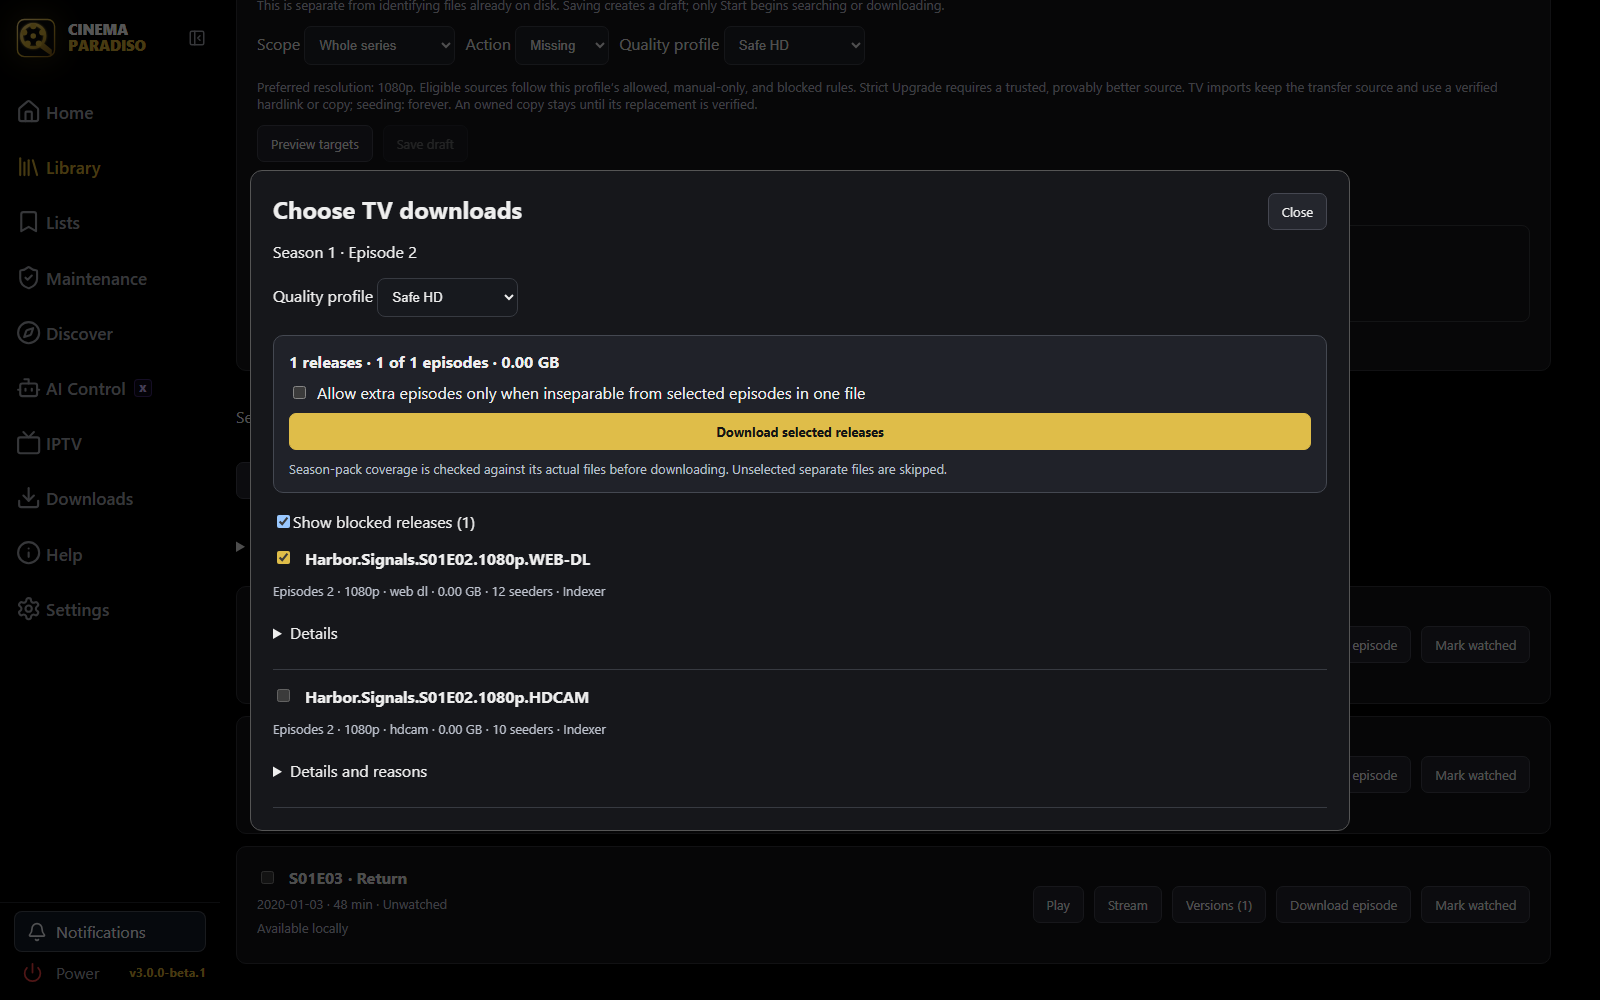 CINEMA
PARADISO
Home
Library
Lists
Maintenance
Discover
AI Control x
IPTV
Downloads
Help
Settings
Notifications
Power v3.0.0-beta.1
This is separate from identifying files already on disk. Saving creates a draft; only Start begins searching or downloading.
Scope Whole series Action Missing Quality profile Safe HD
Preferred resolution: 1080p. Eligible sources follow this profile's allowed, manual-only, and blocked rules. Strict Upgrade requires a trusted, provably better source. TV imports keep the transfer source and use a verified
hardlink or copy; seeding: forever. An owned copy stays until its replacement is verified.
Preview targets Save draft
Se
Choose TV downloads
Close
Season 1 · Episode 2
Quality profile Safe HD
1 releases · 1 of 1 episodes · 0.00 GB
Allow extra episodes only when inseparable from selected episodes in one file
Download selected releases
Season-pack coverage is checked against its actual files before downloading. Unselected separate files are skipped.
Show blocked releases (1)
Harbor.Signals.S01E02.1080p.WEB-DL
Episodes 2 · 1080p · web dl · 0.00 GB · 12 seeders · Indexer
Details
Harbor.Signals.S01E02.1080p.HDCAM
Episodes 2 · 1080p · hdcam · 0.00 GB · 10 seeders · Indexer
Details and reasons
episode Mark watched
episode Mark watched
S01E03 · Return
2020-01-03 · 48 min · Unwatched
Available locally
Play Stream Versions (1) Download episode Mark watched